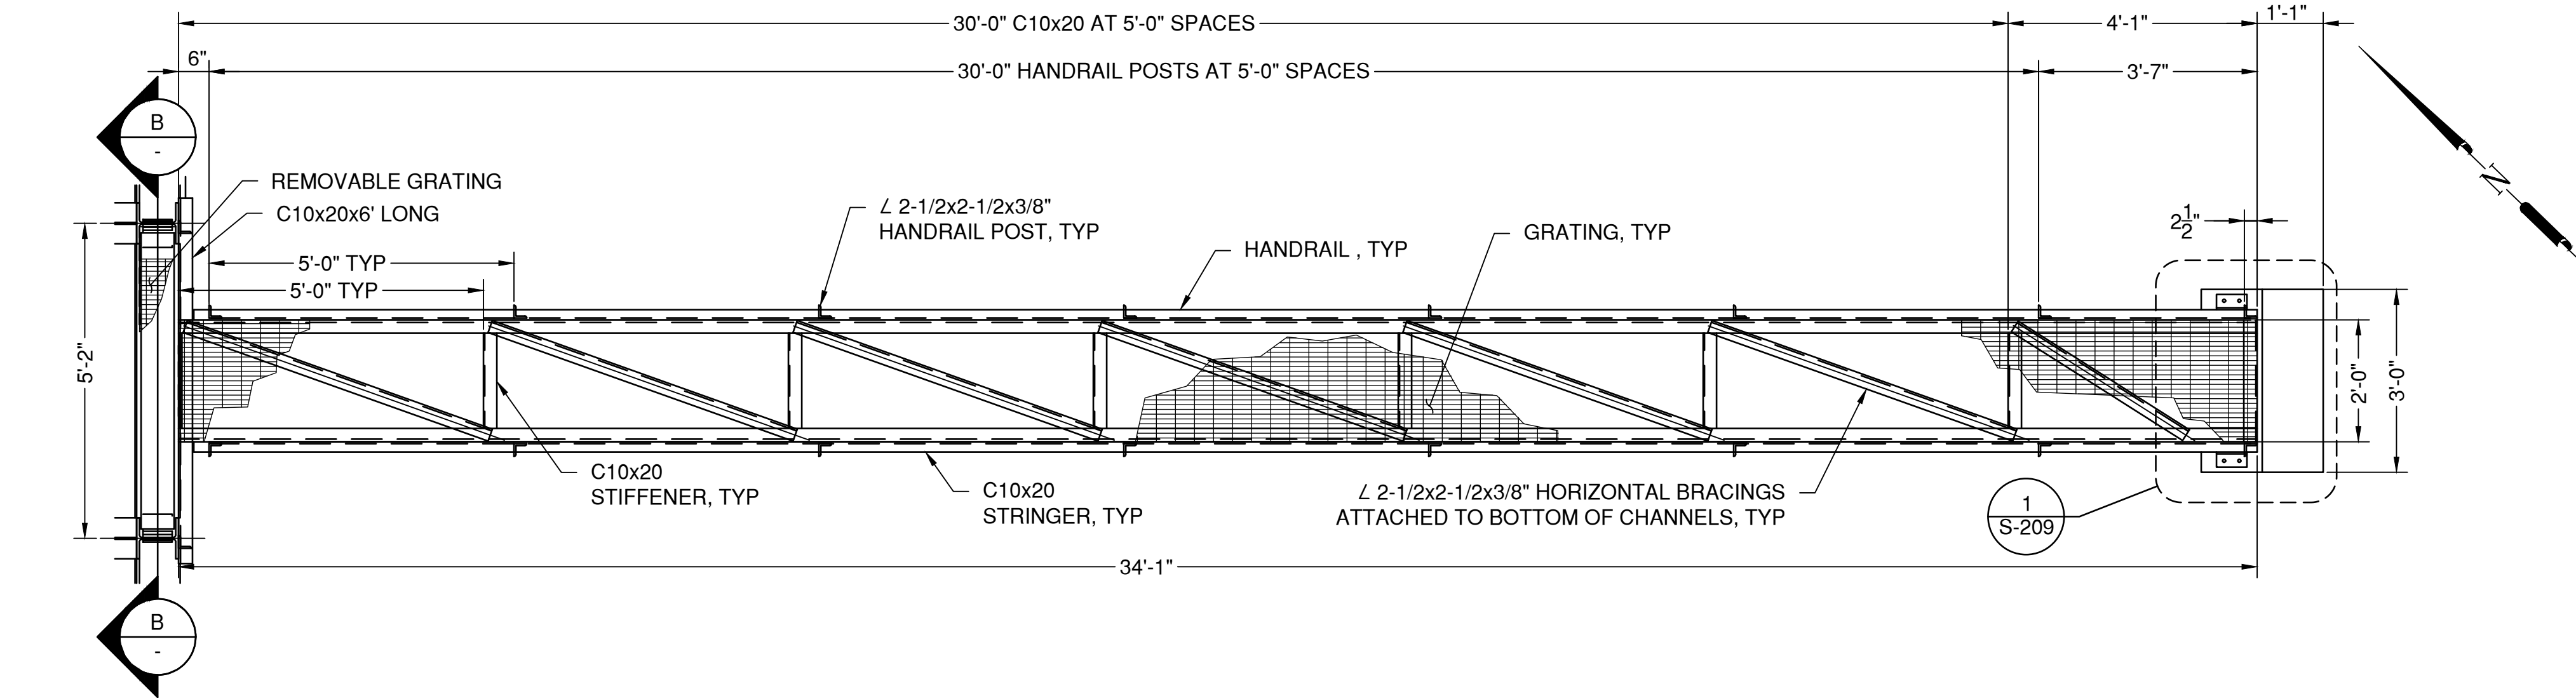 30'-0" C10x20 AT 5'-0" SPACES
4'-1"
1'-1"
6"
30'-0" HANDRAIL POSTS AT 5'-0" SPACES
3'-7"
B
-
REMOVABLE GRATING
C10x20x6' LONG
∠ 2-1/2x2-1/2x3/8"
HANDRAIL POST, TYP
HANDRAIL , TYP
GRATING, TYP
2 1/2"
N
5'-0" TYP
5'-0" TYP
5'-2"
2'-0"
3'-0"
C10x20
STIFFENER, TYP
C10x20
STRINGER, TYP
∠ 2-1/2x2-1/2x3/8" HORIZONTAL BRACINGS
ATTACHED TO BOTTOM OF CHANNELS, TYP
1
S-209
34'-1"
B
-